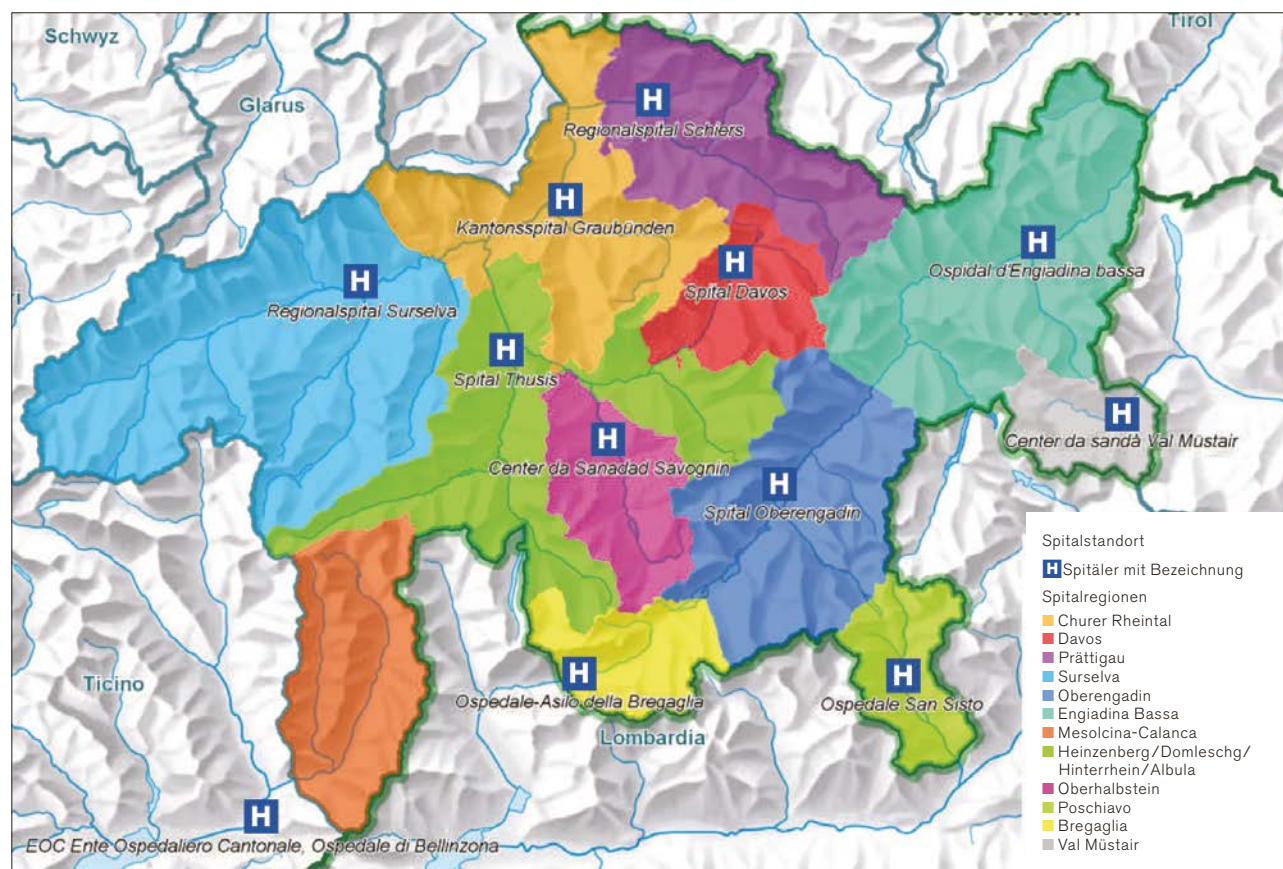 Schwyz
Tirol
Glarus
H
Regionalspital Schiers
H
Kantonsspital Graubünden
H
Ospidal d'Engiadina bassa
H
Spital Davos
H
Regionalspital Surselva
H
Spital Thusis
H
Center da sandà Val Müstair
H
Center da Sanadad Savognin
H
Spital Oberengadin
H
Ospedale-Asilo della Bregaglia
H
Ospedale San Sisto
Ticino
Lombardia
H
EOC Ente Ospedaliero Cantonale, Ospedale di Bellinzona
Spitalstandort
H Spitäler mit Bezeichnung
Spitalregionen
Churer Rheintal
Davos
Prättigau
Surselva
Oberengadin
Engiadina Bassa
Mesolcina-Calanca
Heinzenberg/Domleschg/
Hinterrhein/Albula
Oberhalbstein
Poschiavo
Bregaglia
Val Müstair